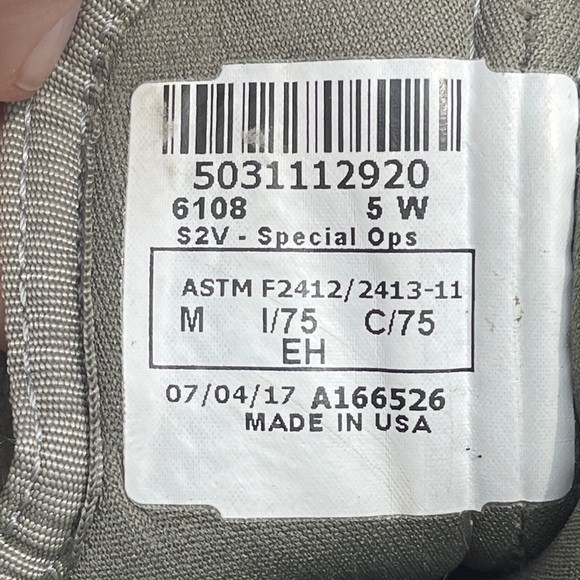 5031112920
6108 5 W
S2V - Special Ops
ASTM F2412/2413-11
M I/75 C/75
EH
07/04/17 A166526
MADE IN USA